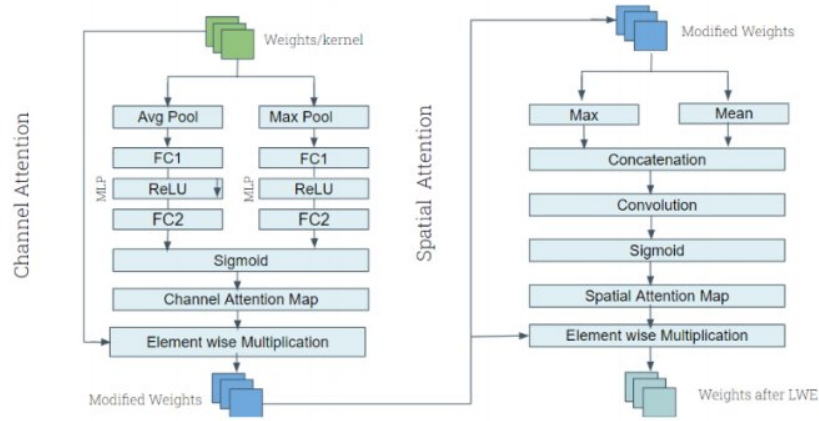 Weights/kernel
Channel Attention
Avg Pool
Max Pool
FC1
FC1
MLP
ReLU
MLP
ReLU
FC2
FC2
Sigmoid
Channel Attention Map
Element wise Multiplication
Modified Weights
Modified Weights
Spatial Attention
Max
Mean
Concatenation
Convolution
Sigmoid
Spatial Attention Map
Element wise Multiplication
Weights after LWE